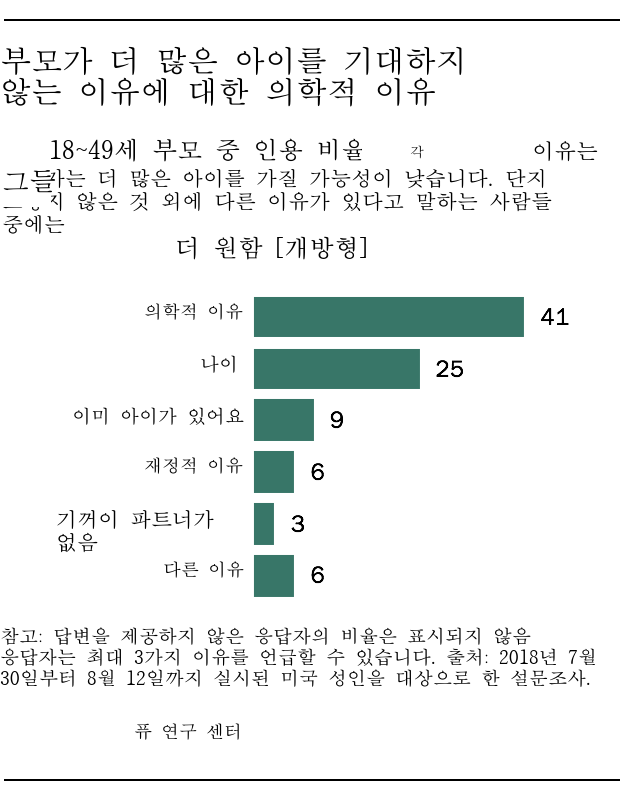 부모가 더 많은 아이를 기대하지
않는 이유에 대한 의학적 이유
18~49세 부모 중 인용 비율 각 이유는
그들 가는 더 많은 아이를 가질 가능성이 낮습니다. 단지
지 않은 것 외에 다른 이유가 있다고 말하는 사람들
중에는
더 원함 [개방형]
의학적 이유 41
나이 25
이미 아이가 있어요 9
재정적 이유 6
기꺼이 파트너가
없음 3
다른 이유 6
참고: 답변을 제공하지 않은 응답자의 비율은 표시되지 않음
응답자는 최대 3가지 이유를 언급할 수 있습니다. 출처: 2018년 7월
30일부터 8월 12일까지 실시된 미국 성인을 대상으로 한 설문조사.
퓨 연구 센터